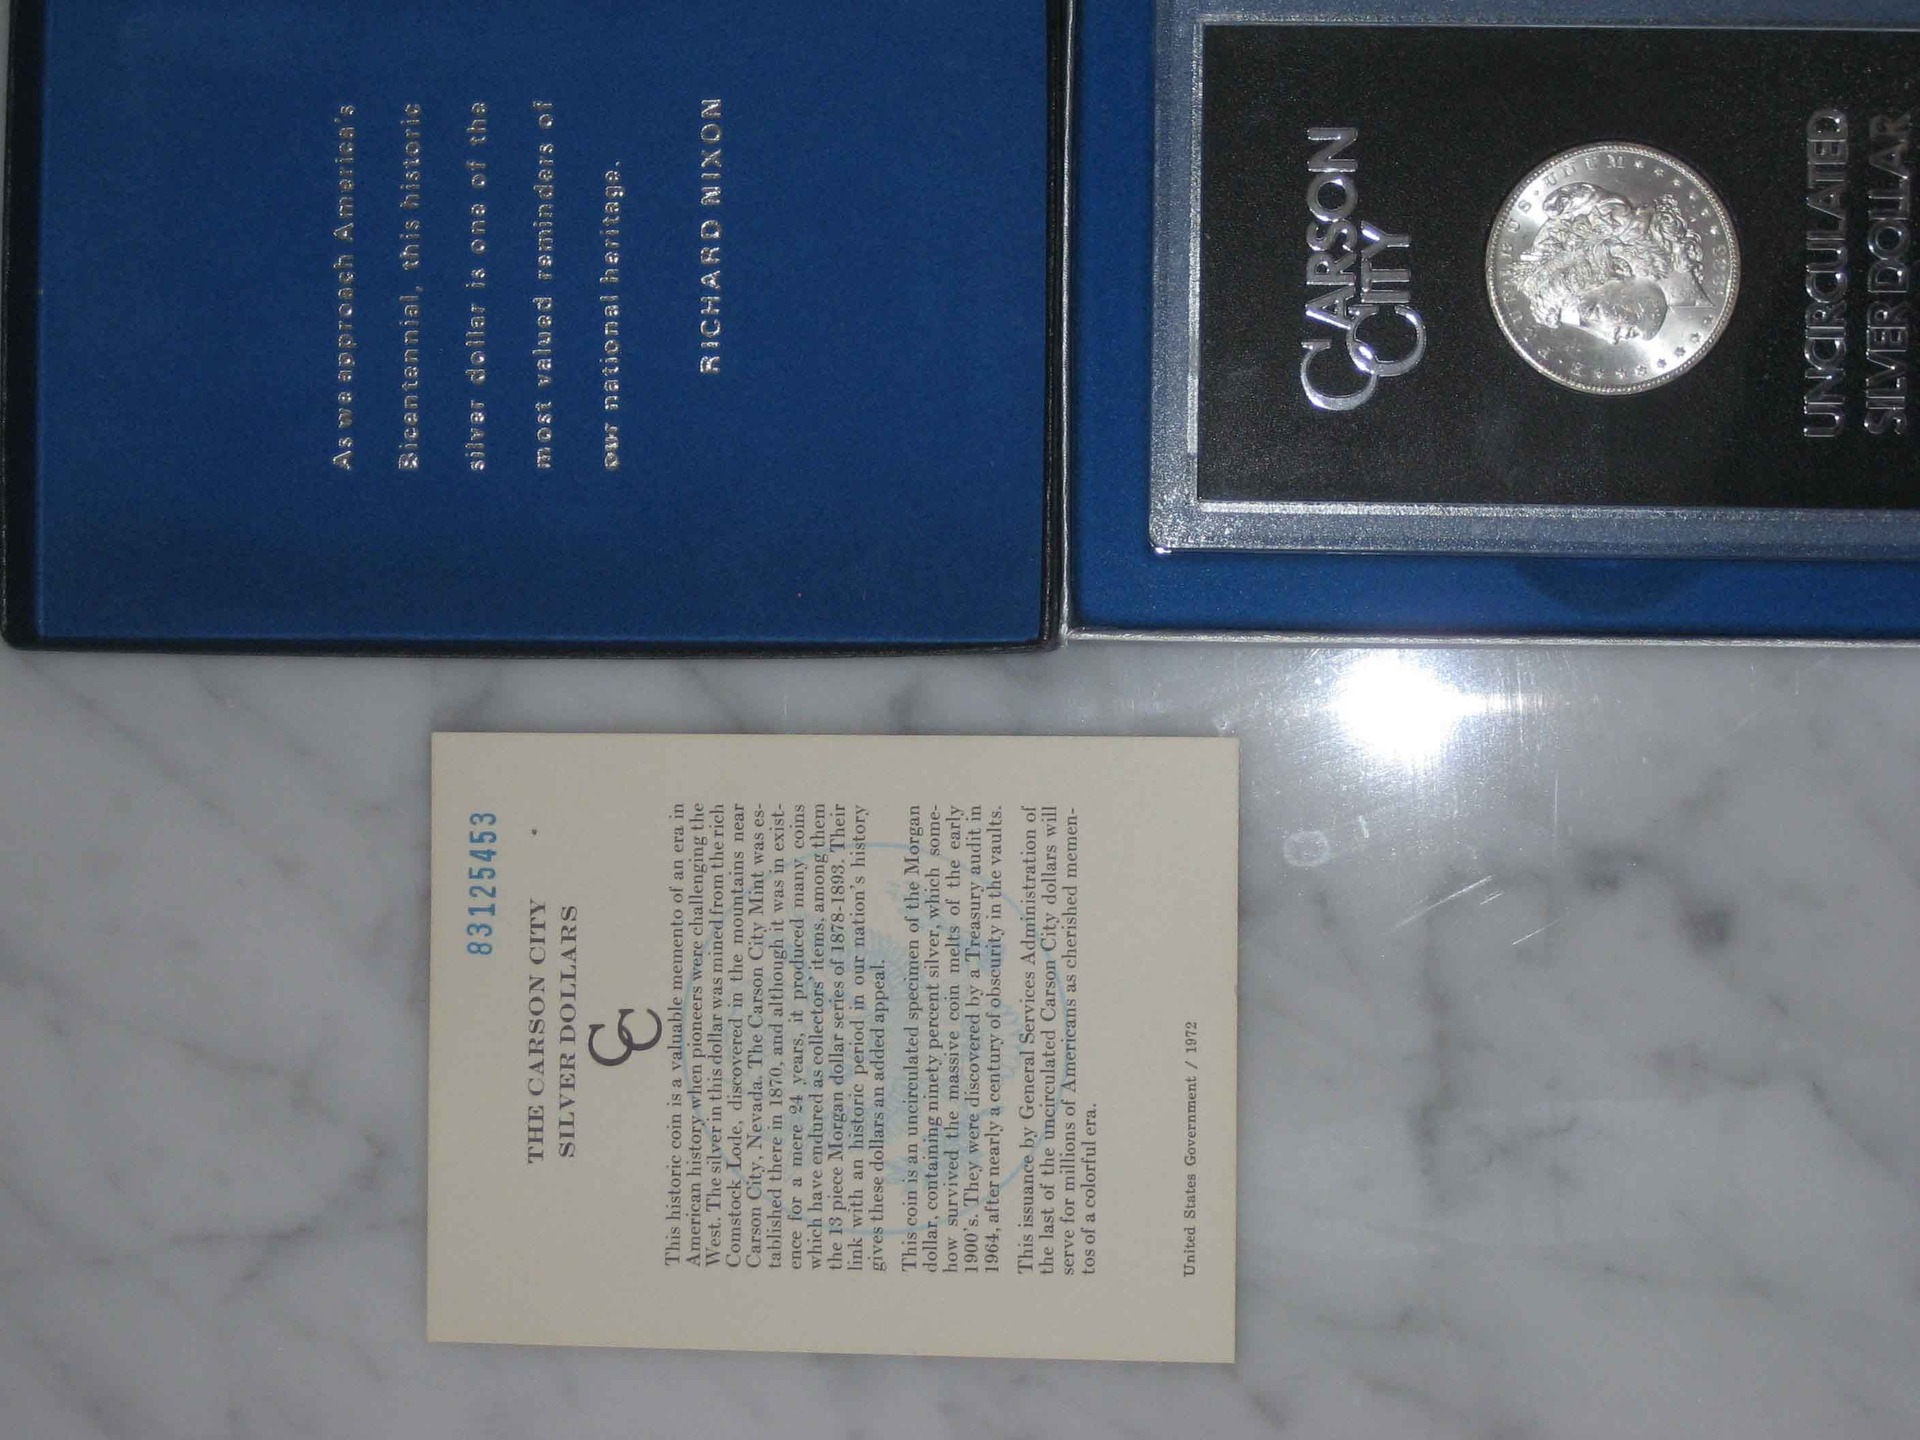 As we approach America's
Bicentennial, this historic
silver dollar is one of the
most valued reminders of
our national heritage.
RICHARD NIXON
CARSON
CITY
UNCIRCULATED
SILVER DOLLAR
83125453
THE CARSON CITY
SILVER DOLLARS
CC
This historic coin is a valuable memento of an era in
American history when pioneers were challenging the
West. The silver in this dollar was mined from the rich
Comstock Lode, discovered in the mountains near
Carson City, Nevada. The Carson City Mint was es-
tablished there in 1870, and although it was in exist-
ence for a mere 24 years, it produced many coins
which have endured as collectors' items, among them
the 13 piece Morgan dollar series of 1878-1893. Their
link with an historic period in our nation's history
gives these dollars an added appeal.
This coin is an uncirculated specimen of the Morgan
dollar, containing ninety percent silver, which some-
how survived the massive coin melts of the early
1900's. They were discovered by a Treasury audit in
1964, after nearly a century of obscurity in the vaults.
This issuance by General Services Administration of
the last of the uncirculated Carson City dollars will
serve for millions of Americans as cherished memen-
tos of a colorful era.
United States Government / 1972